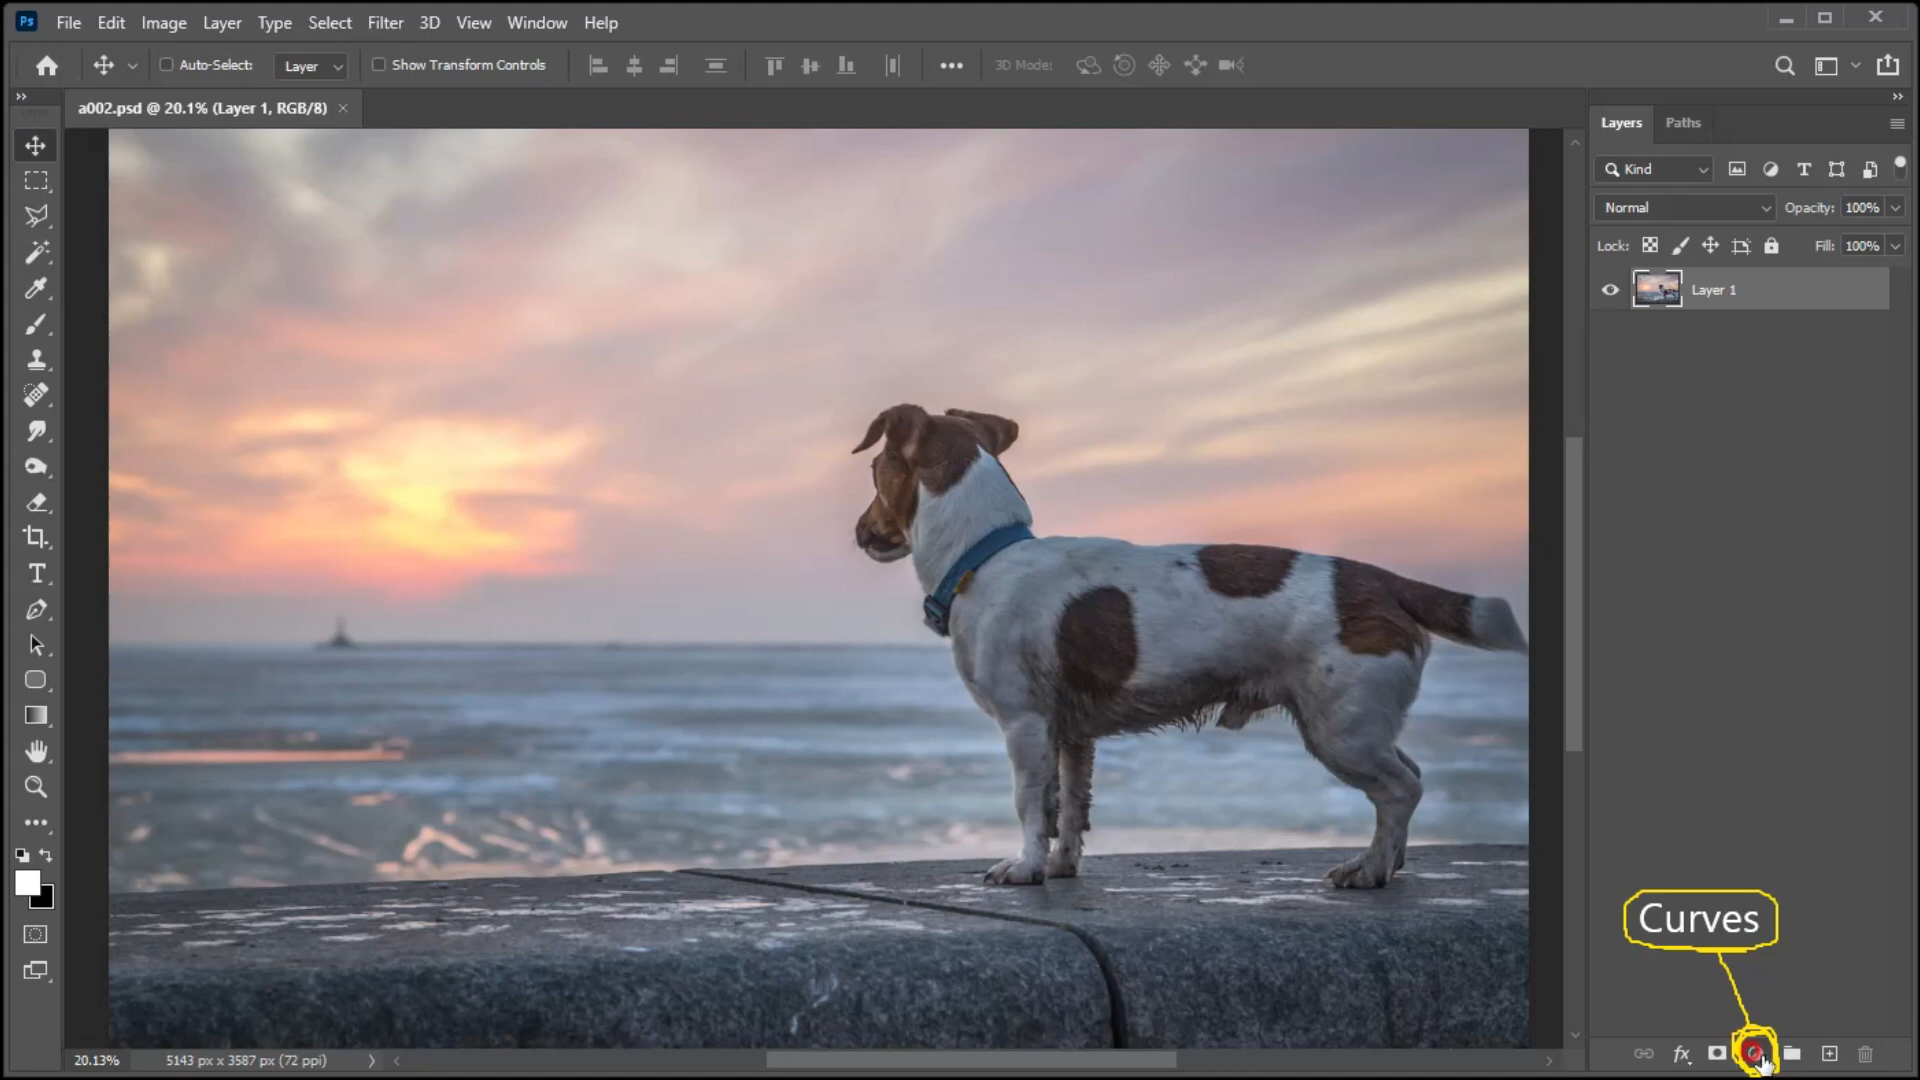 Ps File Edit Image Layer Type Select Filter 3D View Window Help
Auto-Select: Layer Show Transform Controls 3D Mode:
a002.psd @ 20.1% (Layer 1, RGB/8)
Layers Paths
Kind
Normal Opacity: 100%
Lock: Fill: 100%
Layer 1
Curves
20.13% 5143 px x 3587 px (72 ppi)
fx